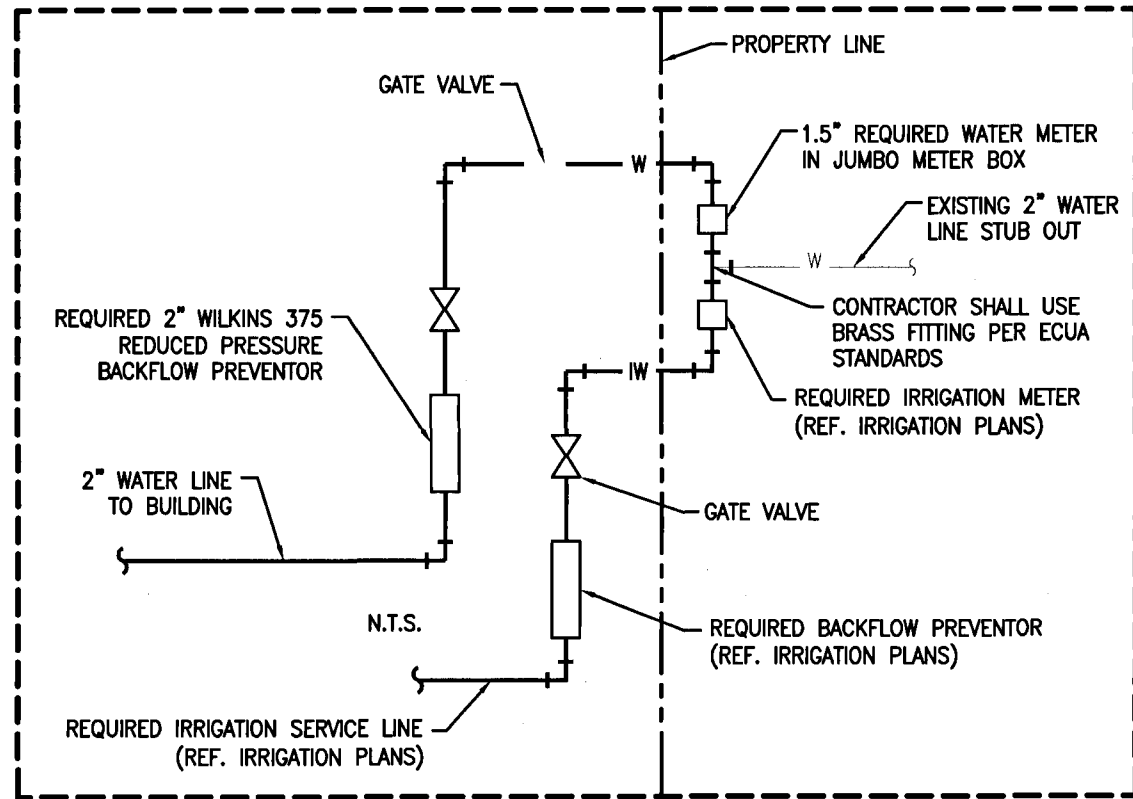 PROPERTY LINE
GATE VALVE
1.5" REQUIRED WATER METER
IN JUMBO METER BOX
W
EXISTING 2" WATER
LINE STUB OUT
W
REQUIRED 2" WILKINS 375
REDUCED PRESSURE
BACKFLOW PREVENTOR
CONTRACTOR SHALL USE
BRASS FITTING PER ECUA
STANDARDS
IW
REQUIRED IRRIGATION METER
(REF. IRRIGATION PLANS)
2" WATER LINE
TO BUILDING
GATE VALVE
N.T.S.
REQUIRED BACKFLOW PREVENTOR
(REF. IRRIGATION PLANS)
REQUIRED IRRIGATION SERVICE LINE
(REF. IRRIGATION PLANS)